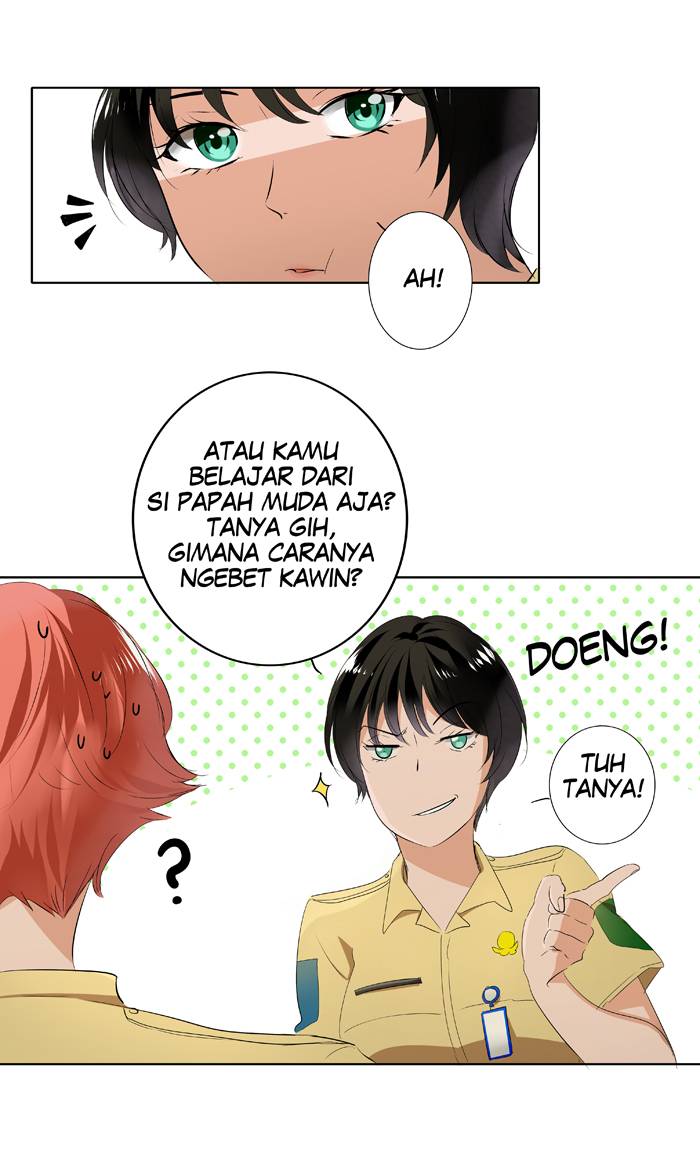 AH!
ATAU KAMU
BELAJAR DARI
SI PAPAH MUDA AJA?
TANYA GIH,
GIMANA CARANYA
NGEBET KAWIN?
DOENG!
TUH
TANYA!
?